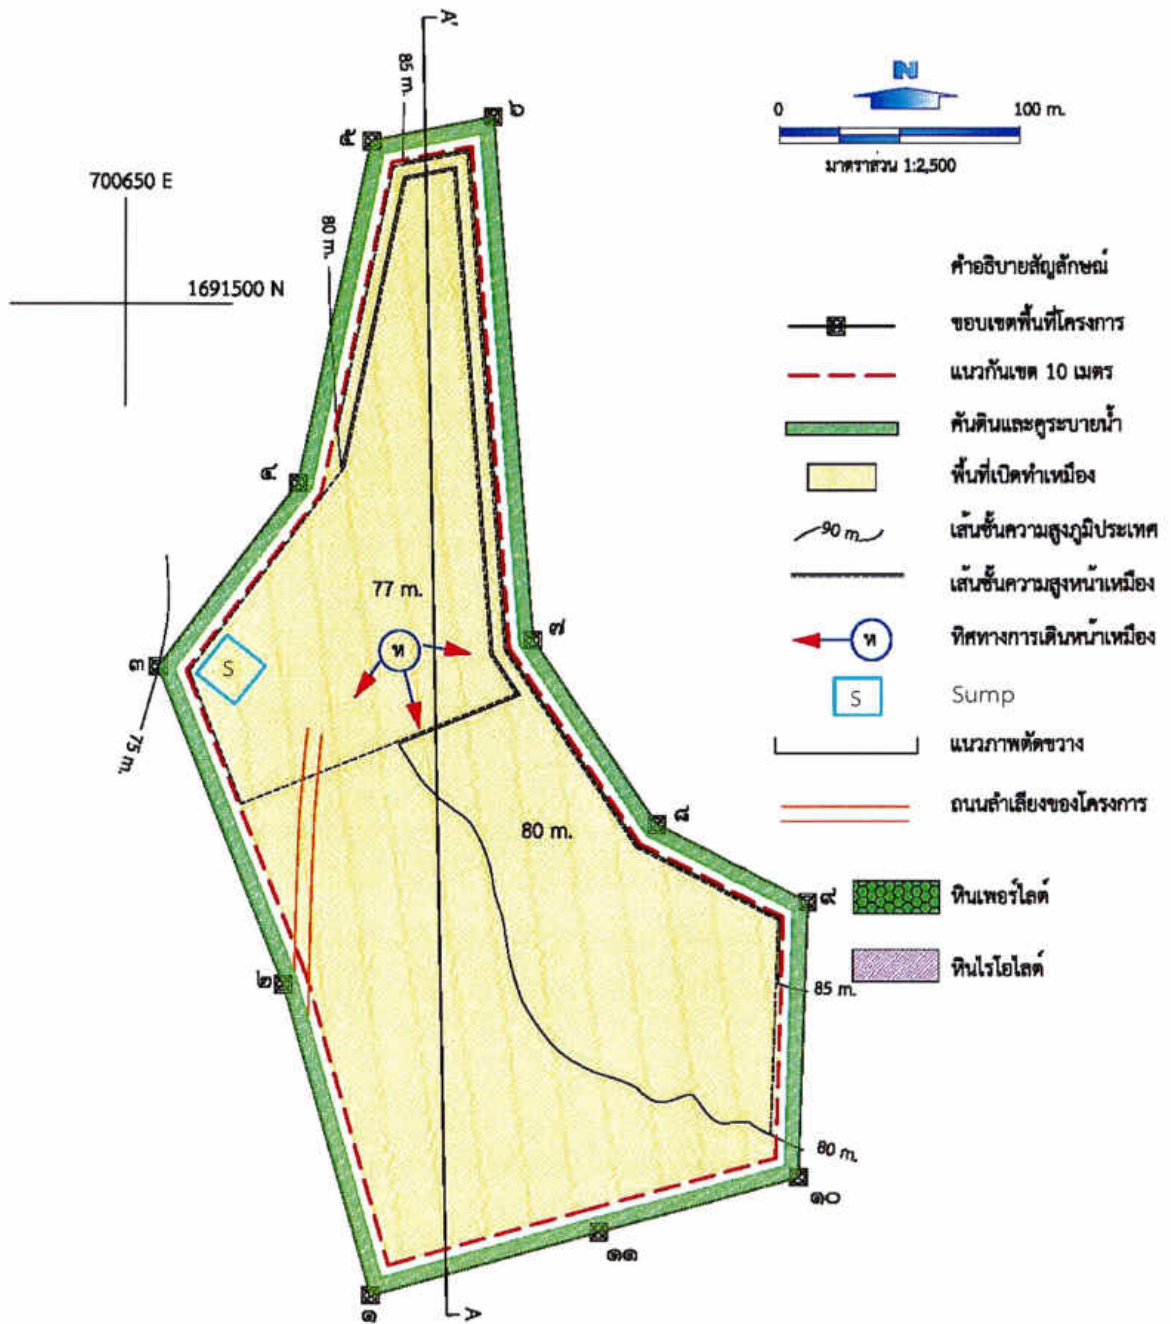 A'
85 m.
๕
๖
N
0 100 m.
มาตราส่วน 1:2,500
700650 E
1691500 N
80 m.
คำอธิบายสัญลักษณ์
ขอบเขตพื้นที่โครงการ
แนวกันเขต 10 เมตร
คันดินและคูระบายน้ำ
พื้นที่เปิดทำเหมือง
90 m.
เส้นชั้นความสูงภูมิประเทศ
เส้นชั้นความสูงหน้าเหมือง
ห
ทิศทางการเดินหน้าเหมือง
S
Sump
แนวภาพตัดขวาง
ถนนลำเลียงของโครงการ
หินเพอร์ไลต์
หินไรโอไลต์
๔
77 m.
๗
ห
๓
S
75 m.
80 m.
๘
๙
๒
85 m.
80 m.
๑๐
๑๑
๑
A